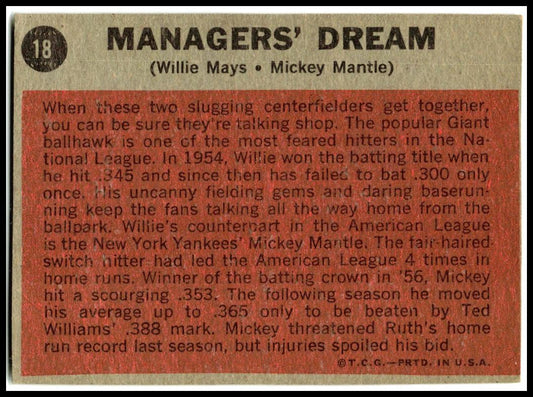 18
MANAGERS' DREAM
(Willie Mays • Mickey Mantle)
When these two slugging centerfielders get together,
you can be sure they're talking shop. The popular Giant
ballhawk is one of the most feared hitters in the Na-
tional League. In 1954, Willie won the batting title when
he hit .345 and since then has failed to bat .300 only
once. His uncanny fielding gems and daring baserun-
ning keep the fans talking all the way home from the
ballpark. Willie's counterpart in the American League
is the New York Yankees' Mickey Mantle. The fair-haired
switch hitter had led the American League 4 times in
home runs. Winner of the batting crown in '56, Mickey
hit a scourging .353. The following season he moved
his average up to .365 only to be beaten by Ted
Williams' .388 mark. Mickey threatened Ruth's home
run record last season, but injuries spoiled his bid.
©T.C.G.—PRTD. IN U.S.A.